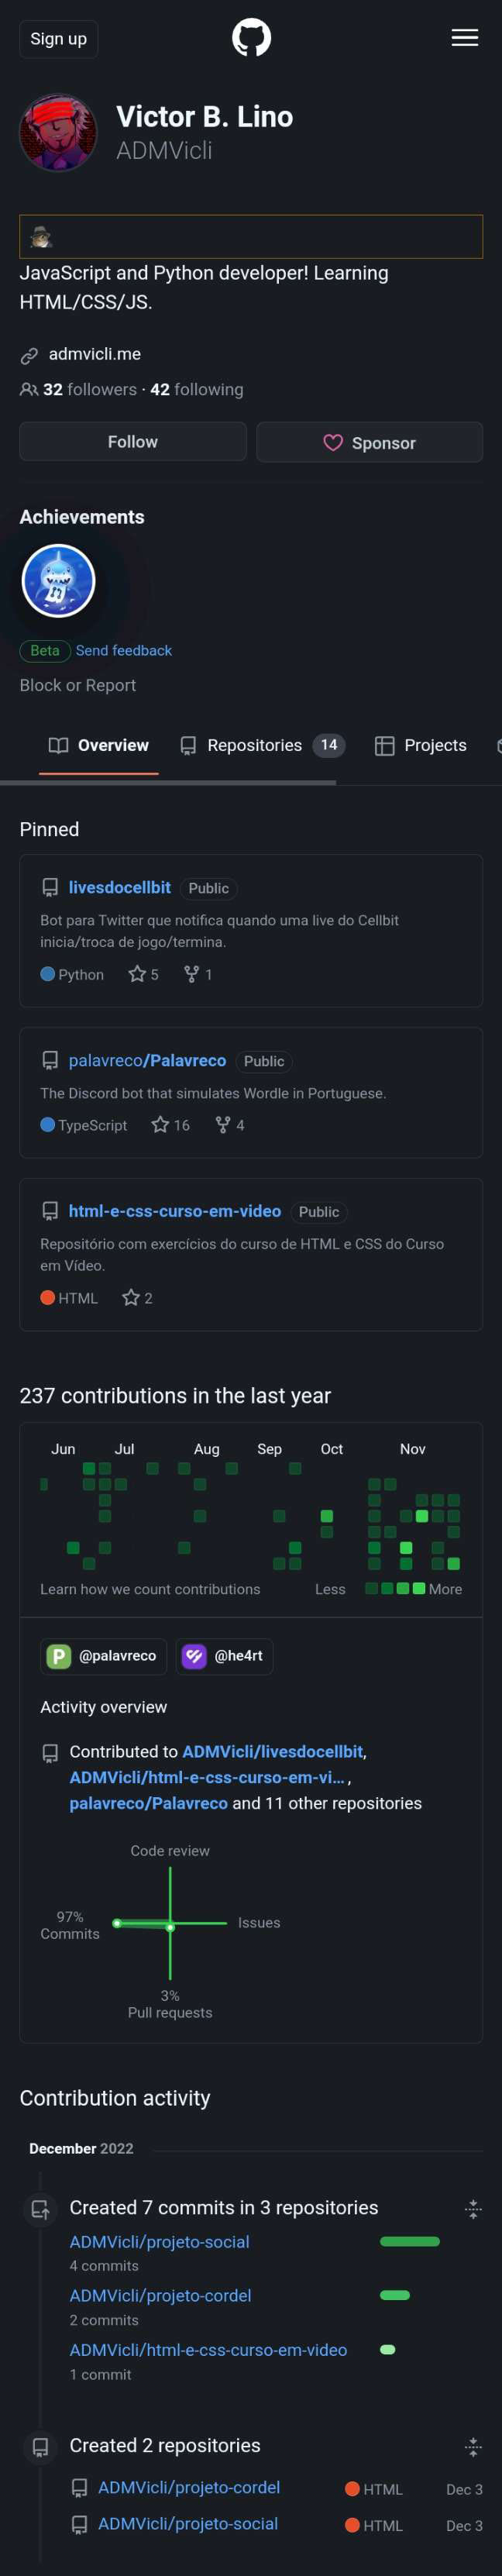 Sign up
Victor B. Lino
ADMVicli
JavaScript and Python developer! Learning
HTML/CSS/JS.
admvicli.me
32 followers · 42 following
Follow
Sponsor
Achievements
Beta Send feedback
Block or Report
Overview
Repositories 14
Projects
Pinned
livesdocellbit Public
Bot para Twitter que notifica quando uma live do Cellbit
inicia/troca de jogo/termina.
Python 5 1
palavreco/Palavreco Public
The Discord bot that simulates Wordle in Portuguese.
TypeScript 16 4
html-e-css-curso-em-video Public
Repositório com exercícios do curso de HTML e CSS do Curso
em Vídeo.
HTML 2
237 contributions in the last year
Jun Jul Aug Sep Oct Nov
Learn how we count contributions Less More
P @palavreco @he4rt
Activity overview
Contributed to ADMVicli/livesdocellbit,
ADMVicli/html-e-css-curso-em-vi… ,
palavreco/Palavreco and 11 other repositories
Code review
97%
Commits
Issues
3%
Pull requests
Contribution activity
December 2022
Created 7 commits in 3 repositories
ADMVicli/projeto-social
4 commits
ADMVicli/projeto-cordel
2 commits
ADMVicli/html-e-css-curso-em-video
1 commit
Created 2 repositories
ADMVicli/projeto-cordel HTML Dec 3
ADMVicli/projeto-social HTML Dec 3